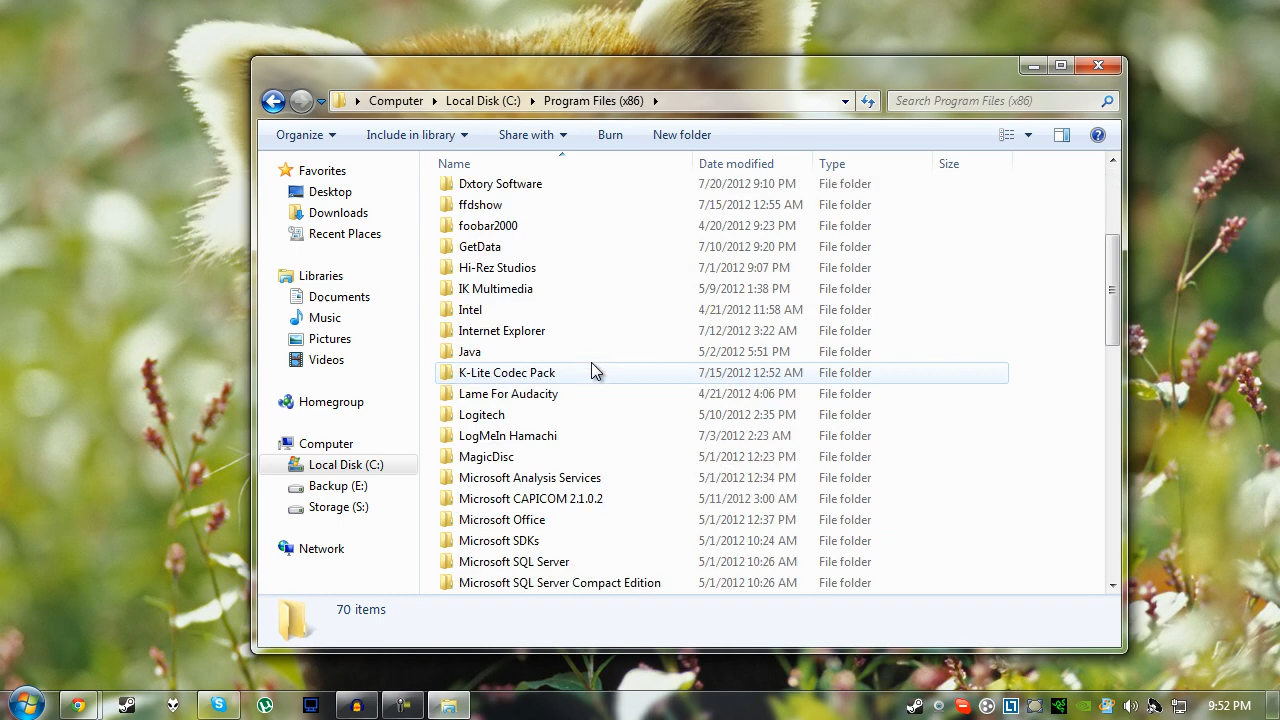 Computer Local Disk (C:) Program Files (x86) Search Program Files (x86)
Organize Include in library Share with Burn New folder
Name Date modified Type Size
Favorites
Desktop
Downloads
Recent Places
Libraries
Documents
Music
Pictures
Videos
Homegroup
Computer
Local Disk (C:)
Backup (E:)
Storage (S:)
Network
Dxtory Software 7/20/2012 9:10 PM File folder
ffdshow 7/15/2012 12:55 AM File folder
foobar2000 4/20/2012 9:23 PM File folder
GetData 7/10/2012 9:20 PM File folder
Hi-Rez Studios 7/1/2012 9:07 PM File folder
IK Multimedia 5/9/2012 1:38 PM File folder
Intel 4/21/2012 11:58 AM File folder
Internet Explorer 7/12/2012 3:22 AM File folder
Java 5/2/2012 5:51 PM File folder
K-Lite Codec Pack 7/15/2012 12:52 AM File folder
Lame For Audacity 4/21/2012 4:06 PM File folder
Logitech 5/10/2012 2:35 PM File folder
LogMeIn Hamachi 7/3/2012 2:23 AM File folder
MagicDisc 5/1/2012 12:23 PM File folder
Microsoft Analysis Services 5/1/2012 12:34 PM File folder
Microsoft CAPICOM 2.1.0.2 5/11/2012 3:00 AM File folder
Microsoft Office 5/1/2012 12:37 PM File folder
Microsoft SDKs 5/1/2012 10:24 AM File folder
Microsoft SQL Server 5/1/2012 10:26 AM File folder
Microsoft SQL Server Compact Edition 5/1/2012 10:26 AM File folder
70 items
9:52 PM